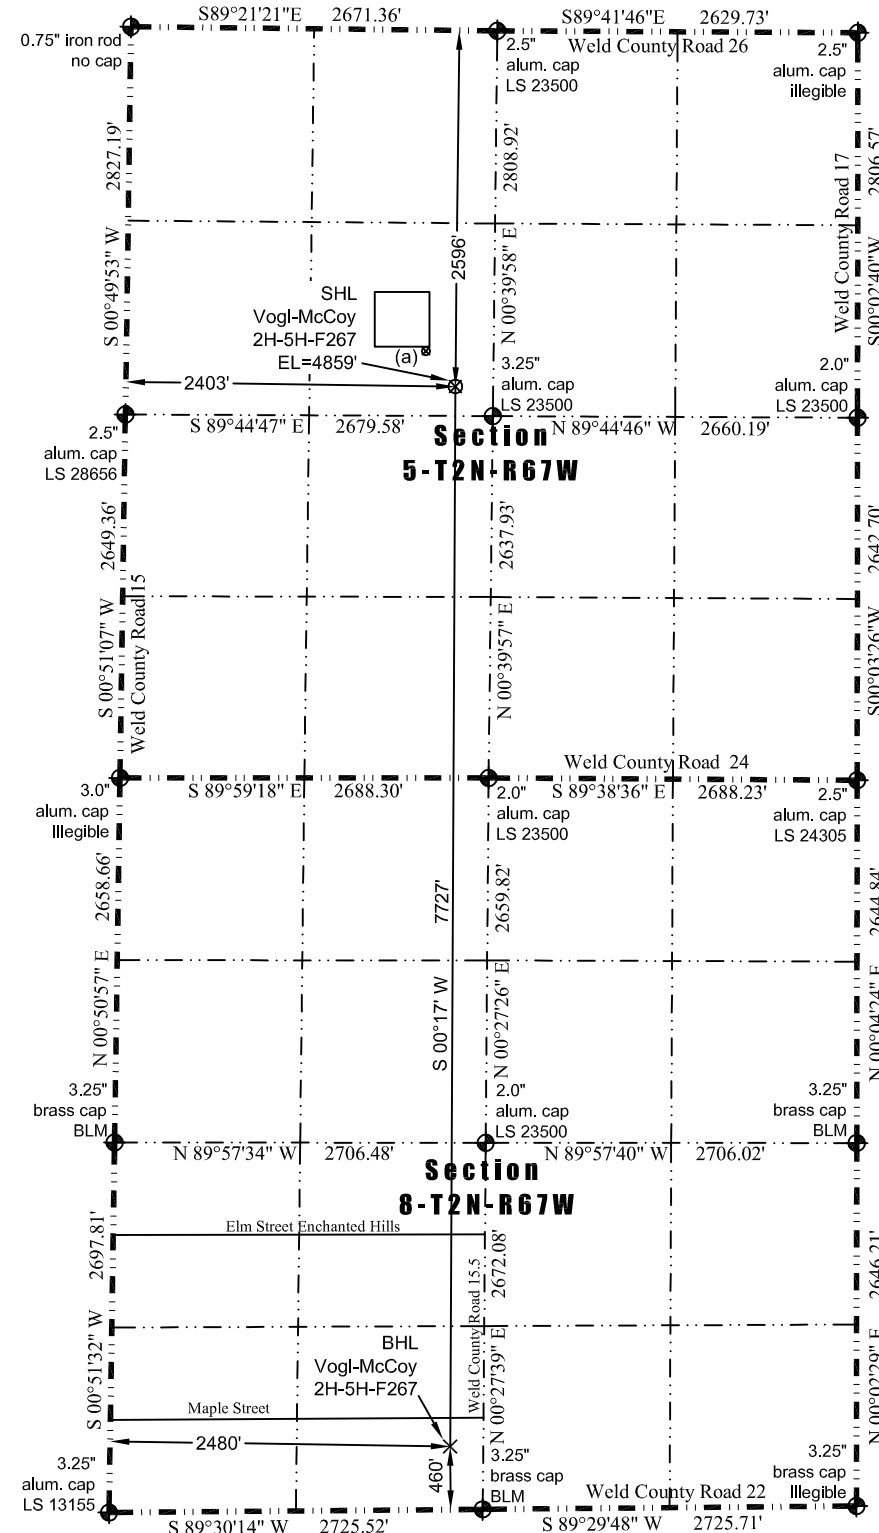 S89°21'21"E 2671.36'
S89°41'46"E 2629.73'
0.75" iron rod
no cap
2.5"
alum. cap
LS 23500
Weld County Road 26
2.5"
alum. cap
illegible
2827.19'
S 00°49'53" W
2808.92'
N 00°39'58" E
2596'
Weld County Road 17
2806.57'
S00°02'40"W
SHL
Vogl-McCoy
2H-5H-F267
EL=4859'
(a)
2403'
3.25"
alum. cap
LS 23500
2.0"
alum. cap
LS 23500
S 89°44'47" E 2679.58'
N 89°44'46" W 2660.19'
2.5"
alum. cap
LS 28656
Section
5-T2N-R67W
2649.36'
S 00°51'07" W
Weld County Road 15
2637.93'
N 00°39'57" E
2642.70'
S00°03'26"W
Weld County Road 24
S 89°59'18" E 2688.30'
S 89°38'36" E 2688.23'
3.0"
alum. cap
Illegible
2.0"
alum. cap
LS 23500
2.5"
alum. cap
LS 24305
2658.66'
N 00°50'57" E
7727'
S 00°17' W
2659.82'
N 00°27'26" E
2644.84'
N 00°04'24" E
3.25"
brass cap
BLM
2.0"
alum. cap
LS 23500
3.25"
brass cap
BLM
N 89°57'34" W 2706.48'
N 89°57'40" W 2706.02'
Section
8-T2N-R67W
Elm Street Enchanted Hills
2697.81'
S 00°51'32" W
Weld County Road 15.5
2672.08'
N 00°27'39" E
2646.21'
N 00°02'29" E
BHL
Vogl-McCoy
2H-5H-F267
Maple Street
2480'
460'
3.25"
alum. cap
LS 13155
3.25"
brass cap
BLM
3.25"
brass cap
Illegible
Weld County Road 22
S 89°30'14" W 2725.52'
S 89°29'48" W 2725.71'